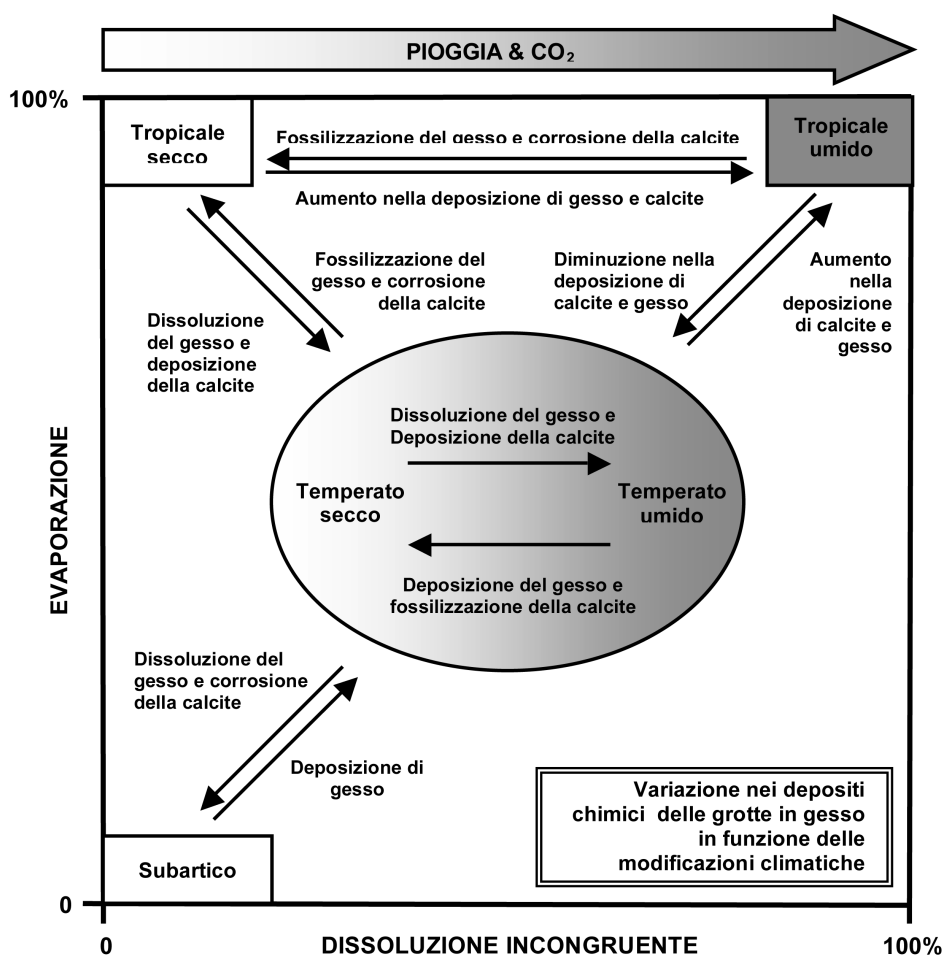 PIOGGIA & CO₂
100%
Tropicale
secco
Fossilizzazione del gesso e corrosione della calcite
Tropicale
umido
Aumento nella deposizione di gesso e calcite
Fossilizzazione del
gesso e corrosione
della calcite
Diminuzione nella
deposizione di
calcite e gesso
Aumento
nella
deposizione
di calcite e
gesso
Dissoluzione
del gesso e
deposizione
della calcite
Dissoluzione del gesso e
Deposizione della calcite
Temperato
secco
Temperato
umido
Deposizione del gesso e
fossilizzazione della calcite
EVAPORAZIONE
Dissoluzione del
gesso e corrosione
della calcite
Deposizione di
gesso
Variazione nei depositi
chimici delle grotte in gesso
in funzione delle
modificazioni climatiche
Subartico
0
0
DISSOLUZIONE INCONGRUENTE
100%